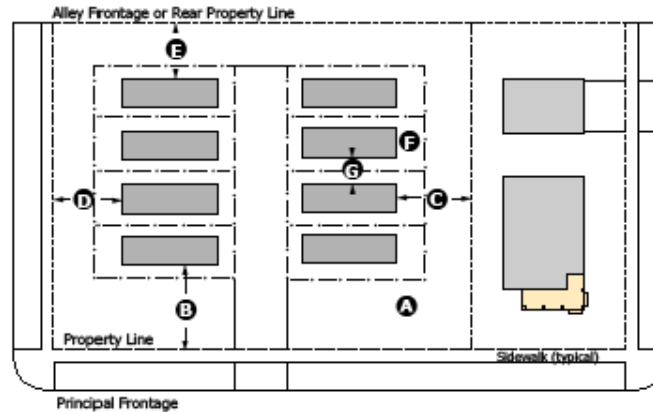 Alley Frontage or Rear Property Line
E
F
G
D
C
B
A
Property Line
Sidewalk (typical)
Principal Frontage